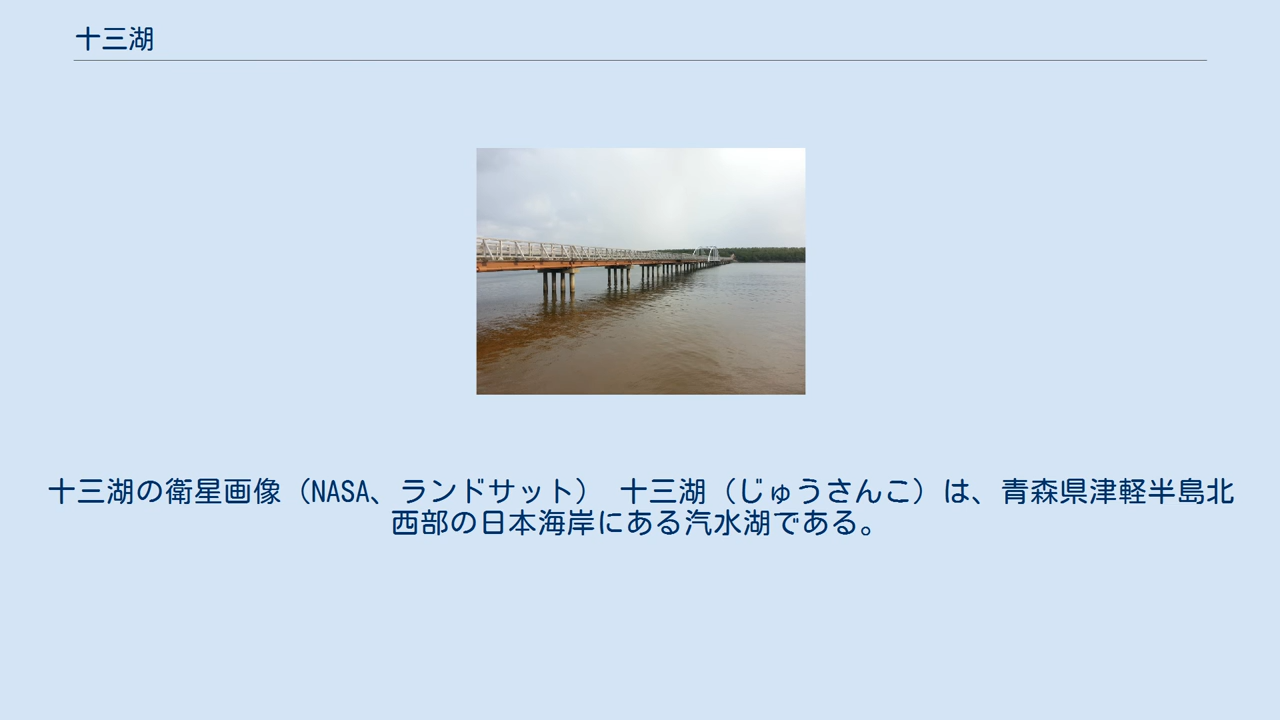 十三湖
十三湖の衛星画像（NASA、ランドサット） 十三湖（じゅうさんこ）は、青森県津軽半島北
西部の日本海岸にある汽水湖である。